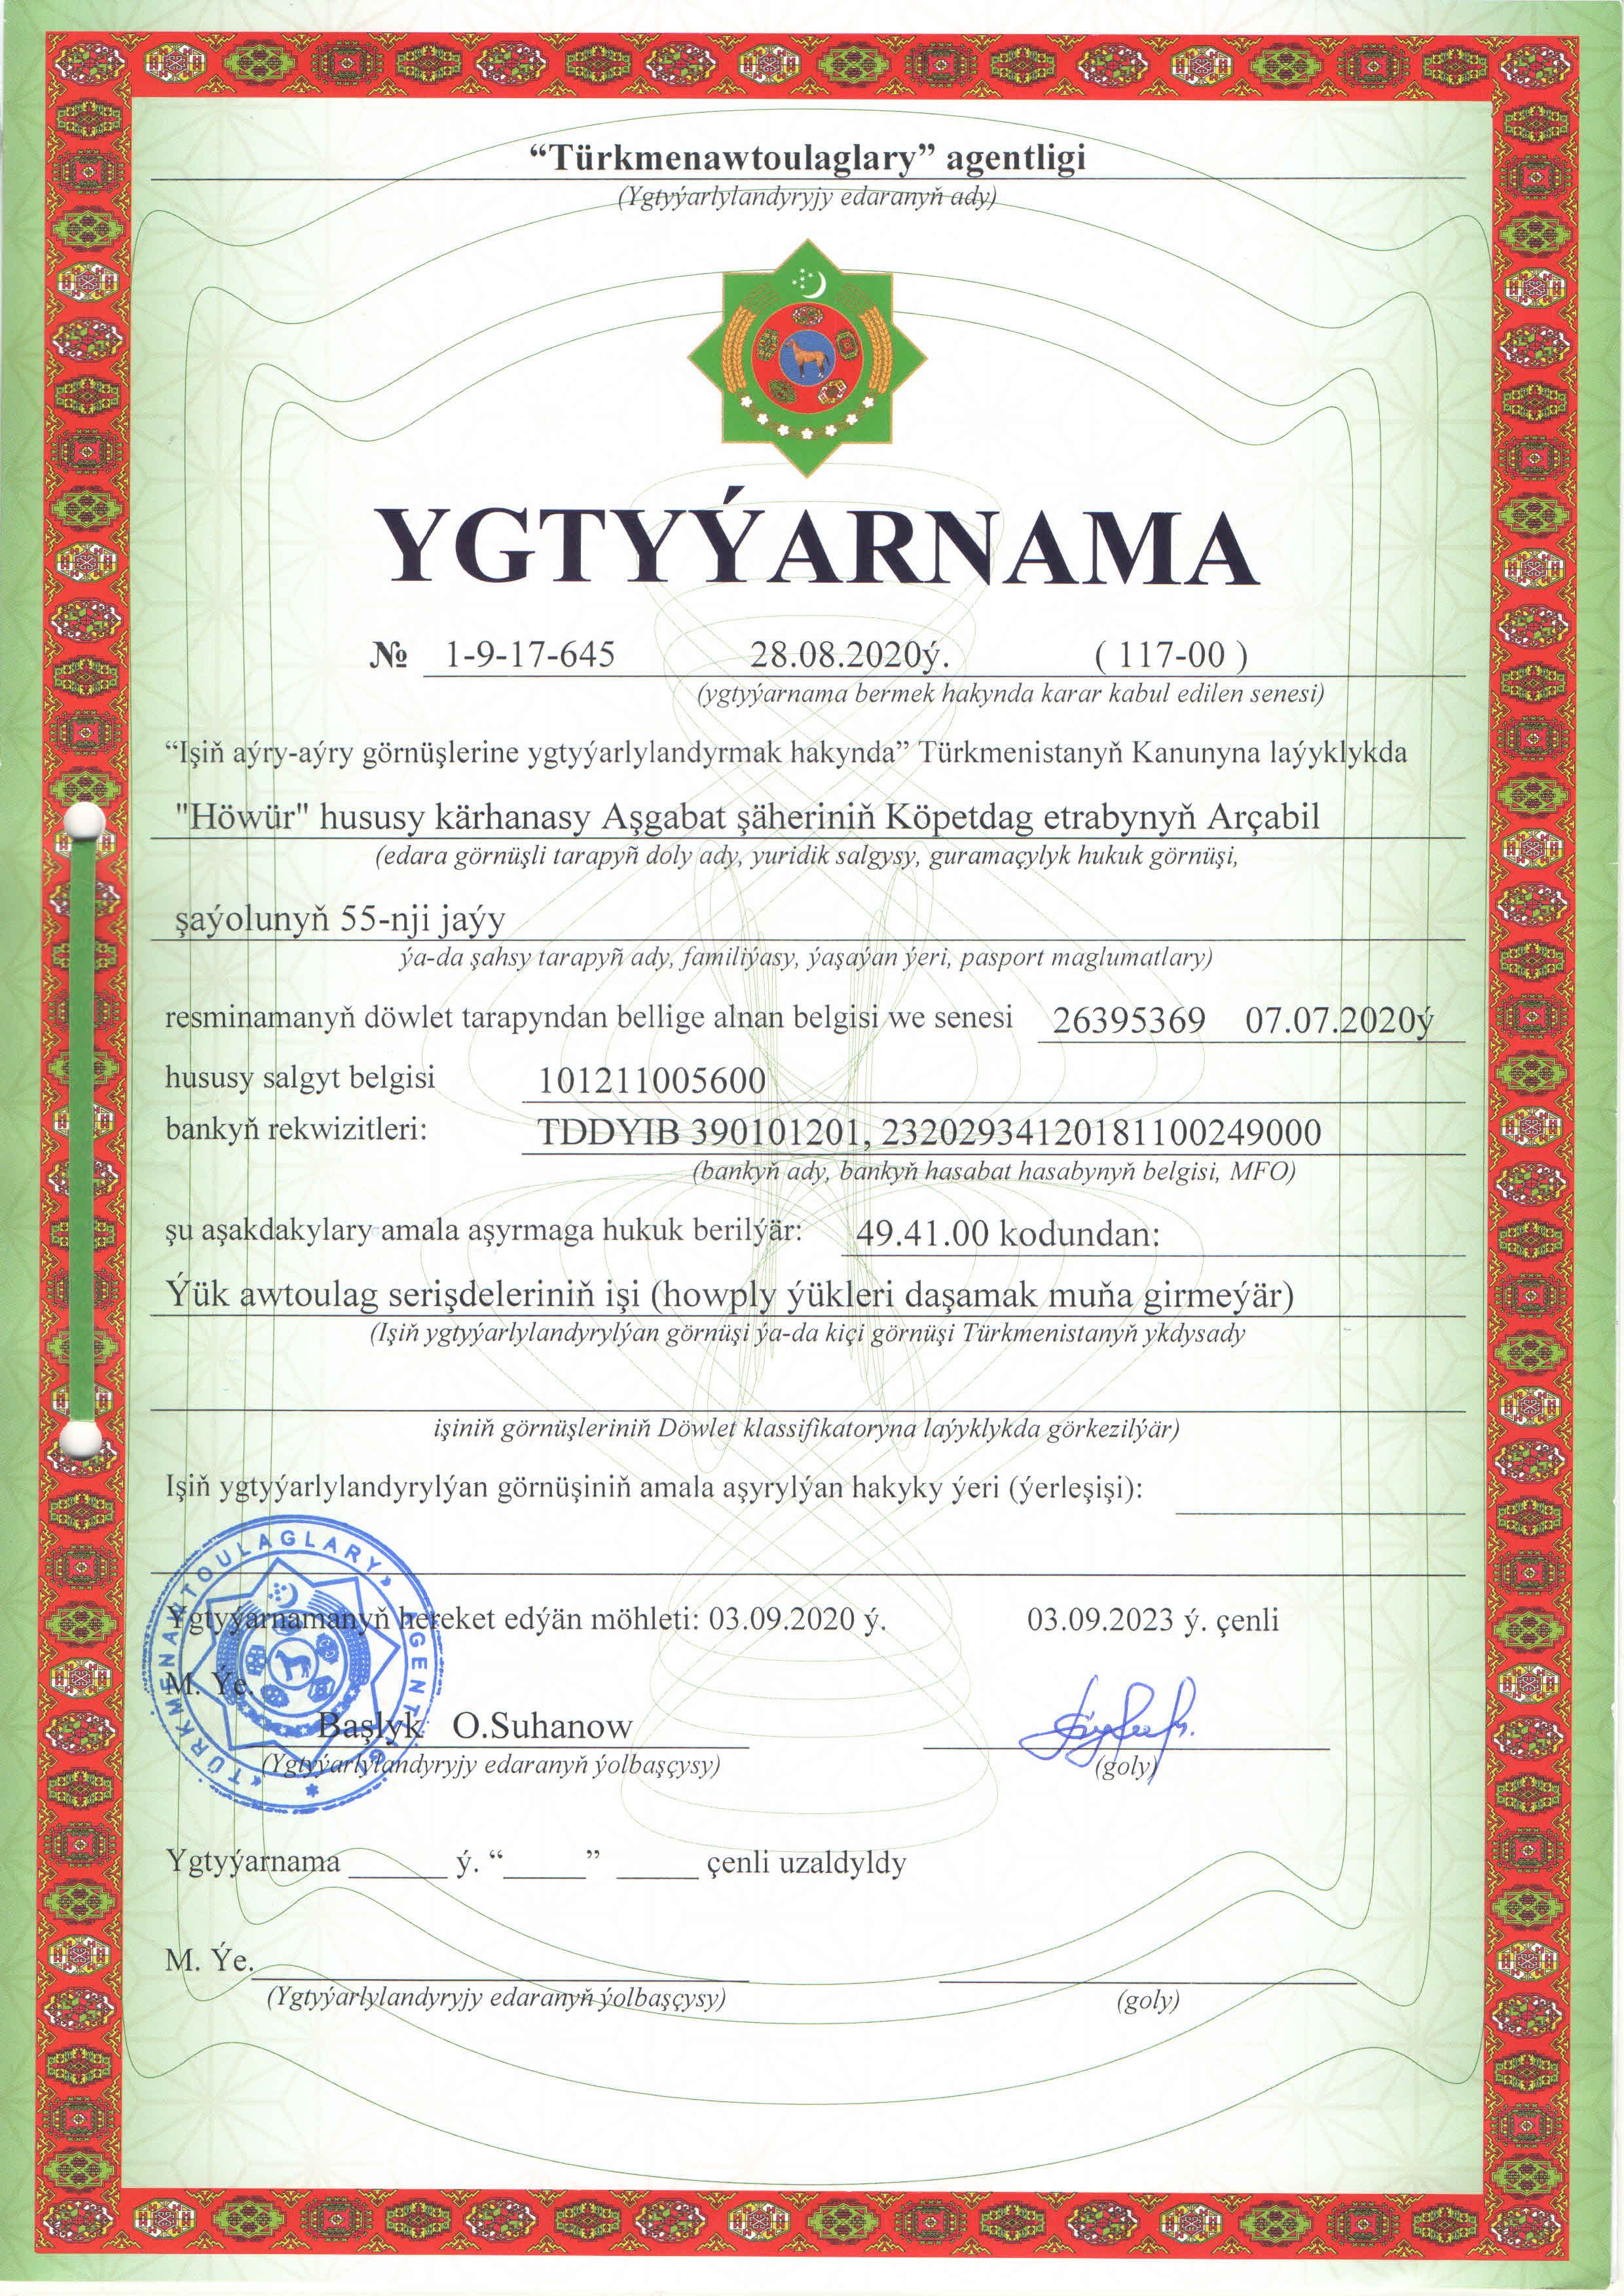 “Türkmenawtoulaglary” agentligi
(Ygtyýarlylandyryjy edaranyň ady)
YGTYÝARNAMA
№ 1-9-17-645 28.08.2020ý. ( 117-00 )
(ygtyýarnama bermek hakynda karar kabul edilen senesi)
“Işiň aýry-aýry görnüşlerine ygtyýarlylandyrmak hakynda” Türkmenistanyň Kanunyna laýyklykda
"Höwür" hususy kärhanasy Aşgabat şäheriniň Köpetdag etrabynyň Arçabil
(edara görnüşli tarapyñ doly ady, yuridik salgysy, guramaçylyk hukuk görnüşi,
şaýolunyň 55-nji jaýy
ýa-da şahsy tarapyñ ady, familiýasy, ýaşaýan ýeri, pasport maglumatlary)
resminamanyň döwlet tarapyndan bellige alnan belgisi we senesi 26395369 07.07.2020ý
hususy salgyt belgisi 101211005600
bankyň rekwizitleri: TDDYIB 390101201, 23202934120181100249000
(bankyň ady, bankyň hasabat hasabynyň belgisi, MFO)
şu aşakdakylary amala aşyrmaga hukuk berilýär: 49.41.00 kodundan:
Ýük awtoulag serişdeleriniň işi (howply ýükleri daşamak muňa girmeýär)
(Işiň ygtyýarlylandyrylýan görnüşi ýa-da kiçi görnüşi Türkmenistanyň ykdysady
işiniň görnüşleriniň Döwlet klassifikatoryna laýyklykda görkezilýär)
Işiň ygtyýarlylandyrylýan görnüşiniň amala aşyrylýan hakyky ýeri (ýerleşişi):
Ygtyýarnamanyň hereket edýän möhleti: 03.09.2020 ý. 03.09.2023 ý. çenli
«TÜRKMENAWTOULAGLARY» AGENTLIGI
M. Ýe.
Başlyk O.Suhanow
(Ygtyýarlylandyryjy edaranyň ýolbaşçysy) (goly)
Ygtyýarnama ______ ý. “_____” _____ çenli uzaldyldy
M. Ýe.
(Ygtyýarlylandyryjy edaranyň ýolbaşçysy) (goly)